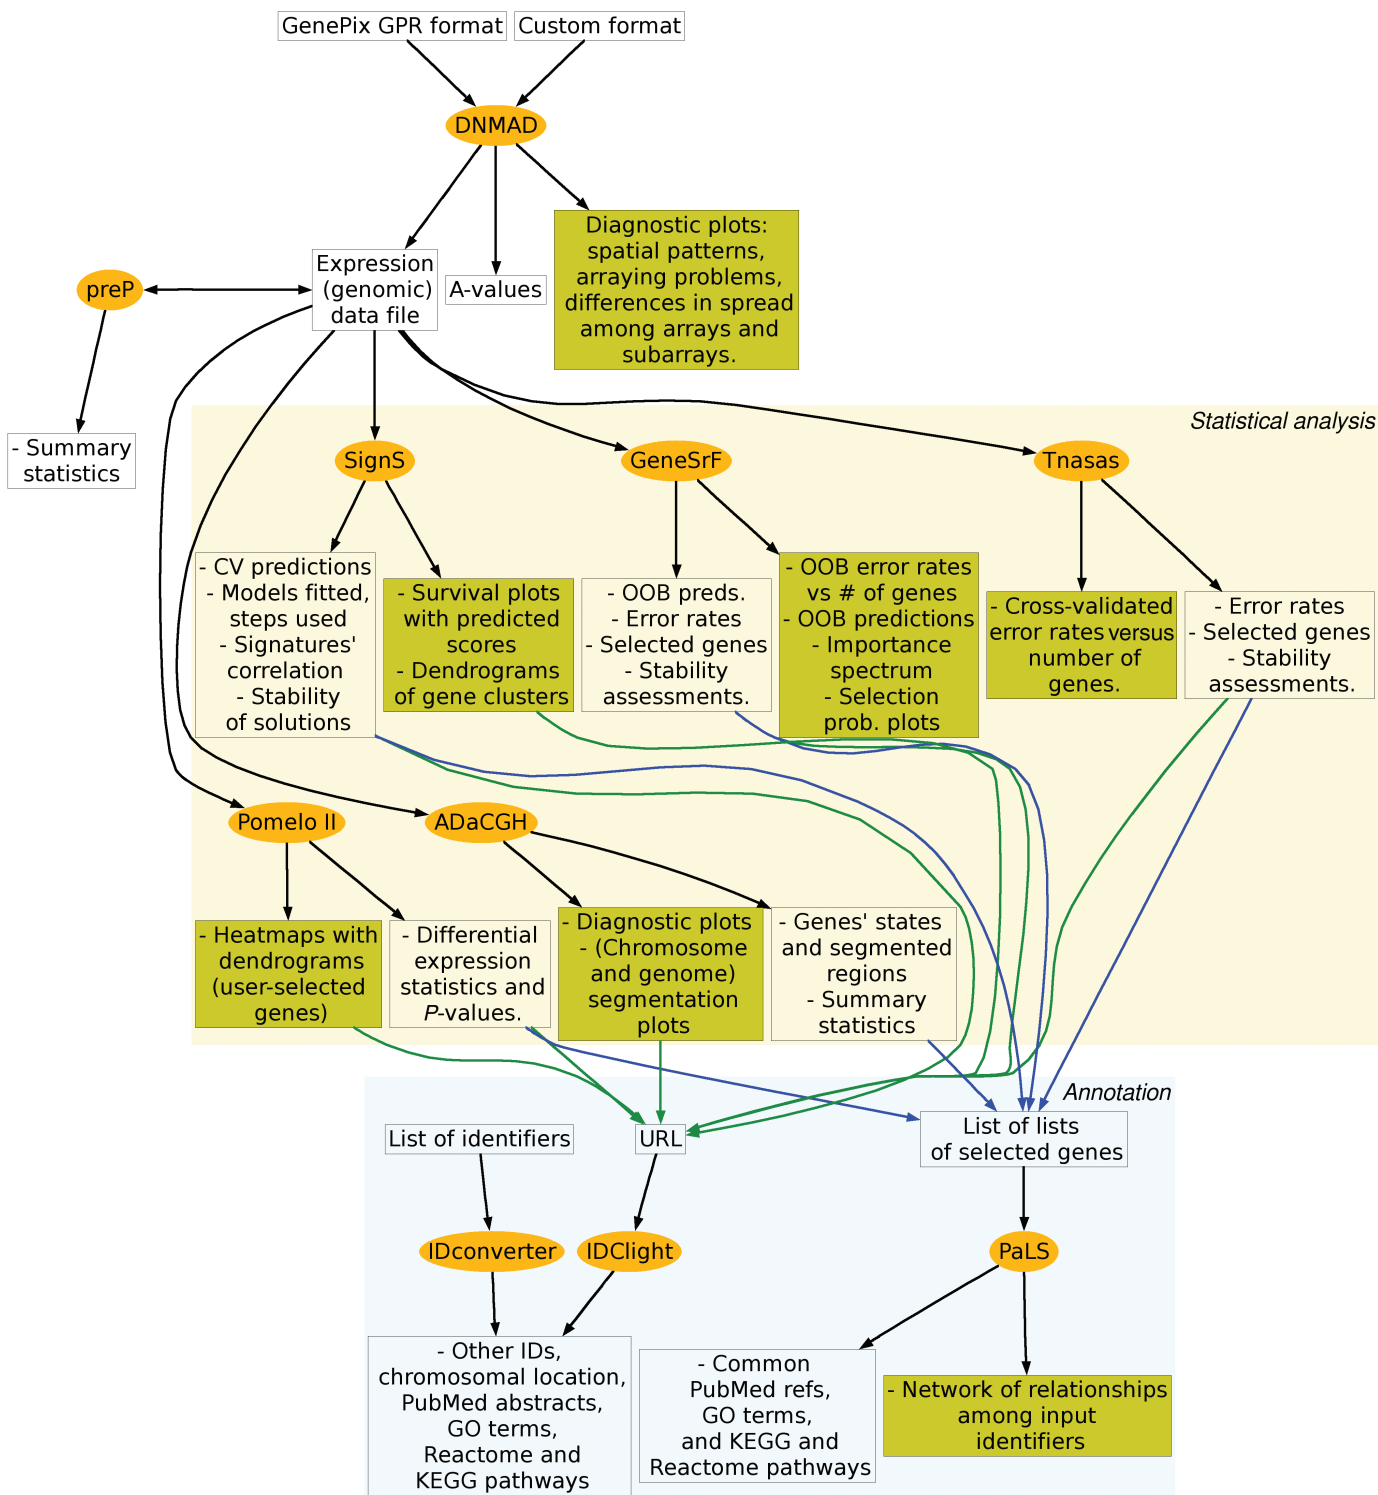 GenePix GPR format
Custom format
DNMAD
Diagnostic plots:
spatial patterns,
arraying problems,
differences in spread
among arrays and
subarrays.
Expression
(genomic)
data file
A-values
preP
- Summary
statistics
Statistical analysis
SignS
GeneSrF
Tnasas
- CV predictions
- Models fitted,
steps used
- Signatures'
correlation
- Stability
of solutions
- Survival plots
with predicted
scores
- Dendrograms
of gene clusters
- OOB preds.
- Error rates
- Selected genes
- Stability
assessments.
- OOB error rates
vs # of genes
- OOB predictions
- Importance
spectrum
- Selection
prob. plots
- Cross-validated
error rates versus
number of
genes.
- Error rates
- Selected genes
- Stability
assessments.
Pomelo II
ADaCGH
- Heatmaps with
dendrograms
(user-selected
genes)
- Differential
expression
statistics and
P-values.
- Diagnostic plots
- (Chromosome
and genome)
segmentation
plots
- Genes' states
and segmented
regions
- Summary
statistics
Annotation
List of identifiers
URL
List of lists
of selected genes
IDconverter
IDClight
PaLS
- Other IDs,
chromosomal location,
PubMed abstracts,
GO terms,
Reactome and
KEGG pathways
- Common
PubMed refs,
GO terms,
and KEGG and
Reactome pathways
- Network of relationships
among input
identifiers